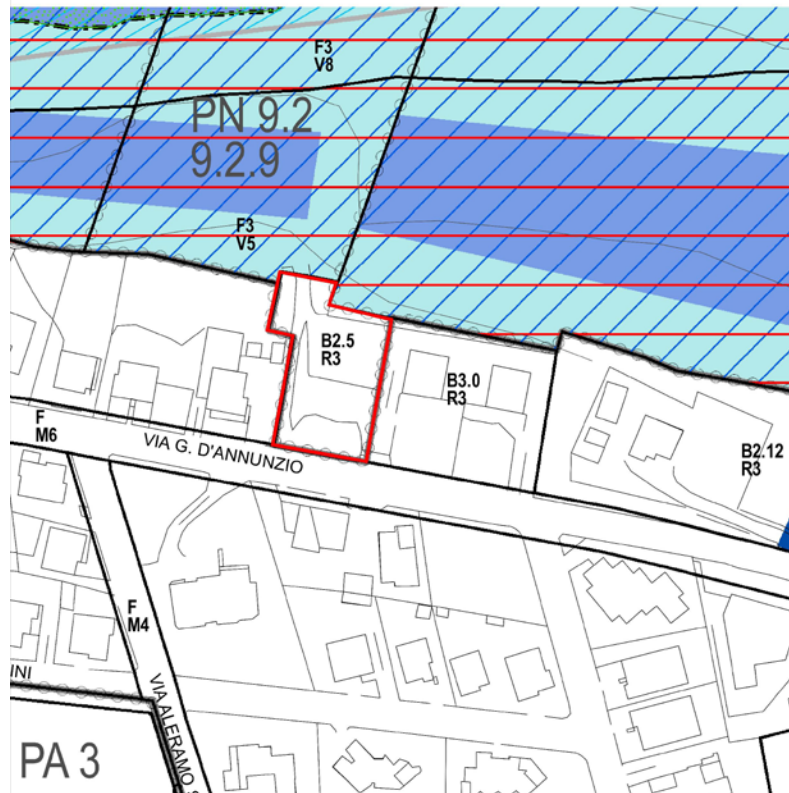 F3
V8
PN 9.2
9.2.9
F3
V5
B2.5
R3
B3.0
R3
F
M6
VIA G. D'ANNUNZIO
B2.12
R3
F
M4
INI
VIA ALERAMO S
PA 3